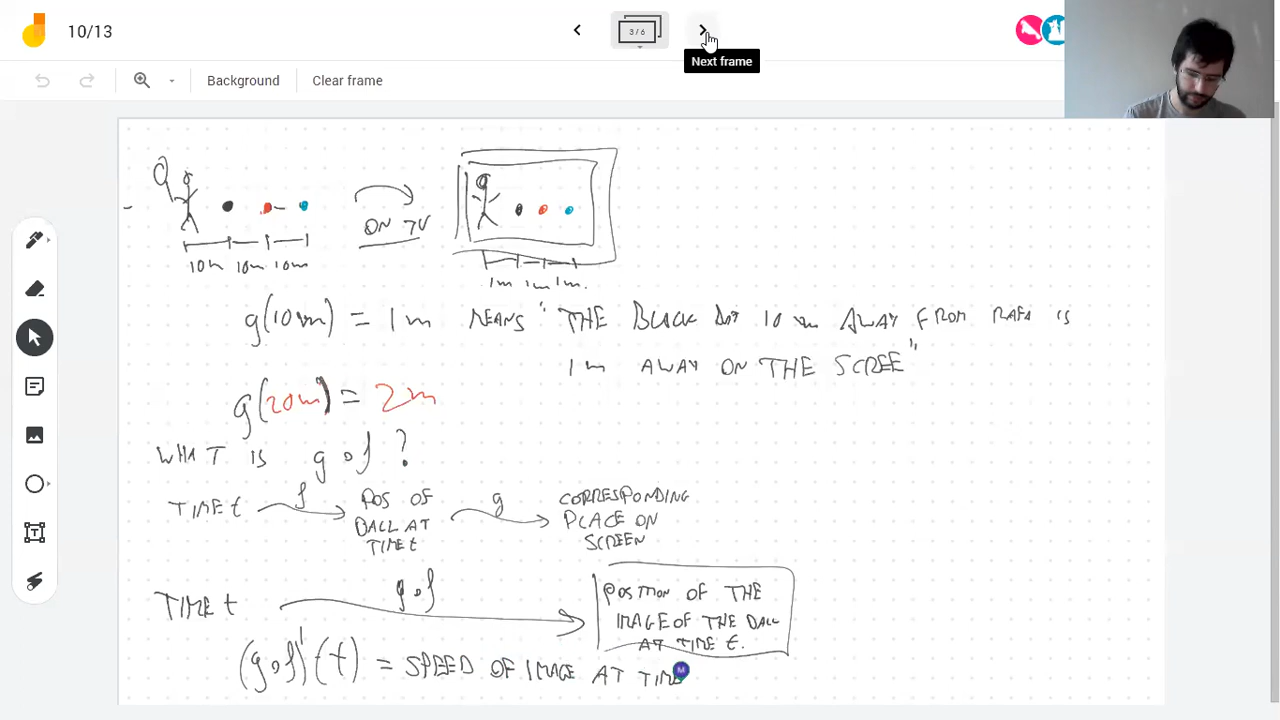 10/13
3 / 6
Next frame
Background
Clear frame
ON TV
10m 10m 10m
1m 1m 1m.
g(10m) = 1m MEANS "THE BLACK DOT 10 m AWAY FROM RAFA IS
1m AWAY ON THE SCREE"
g(20m) = 2m
WHAT IS g∘f ?
TIME t f POS OF BALL AT TIME t g CORRESPONDING PLACE ON SCREEN
TIME t g∘f POSITION OF THE
IMAGE OF THE BALL
AT TIME t.
(g∘f)'(t) = SPEED OF IMAGE AT TIME
M